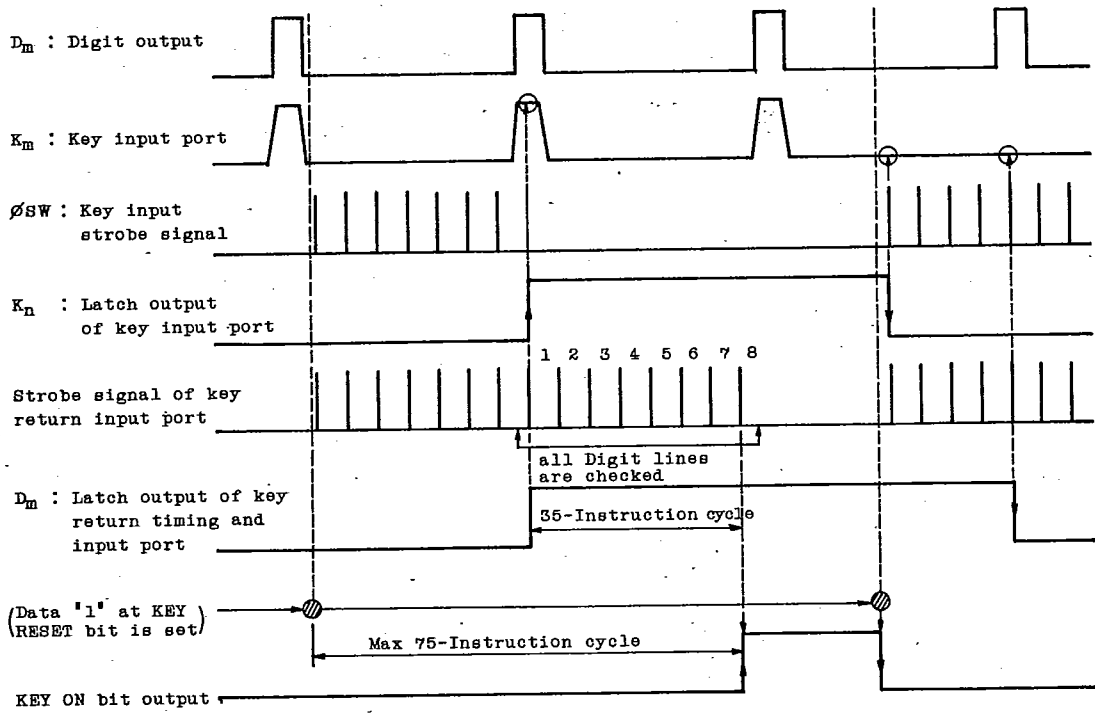 Dm : Digit output
Km : Key input port
ØSW : Key input
strobe signal
Kn : Latch output
of key input port
1 2 3 4 5 6 7 8
Strobe signal of key
return input port
all Digit lines
are checked
Dm : Latch output of key
return timing and
input port
35-Instruction cycle
(Data "1" at KEY
RESET bit is set)
Max 75-Instruction cycle
KEY ON bit output